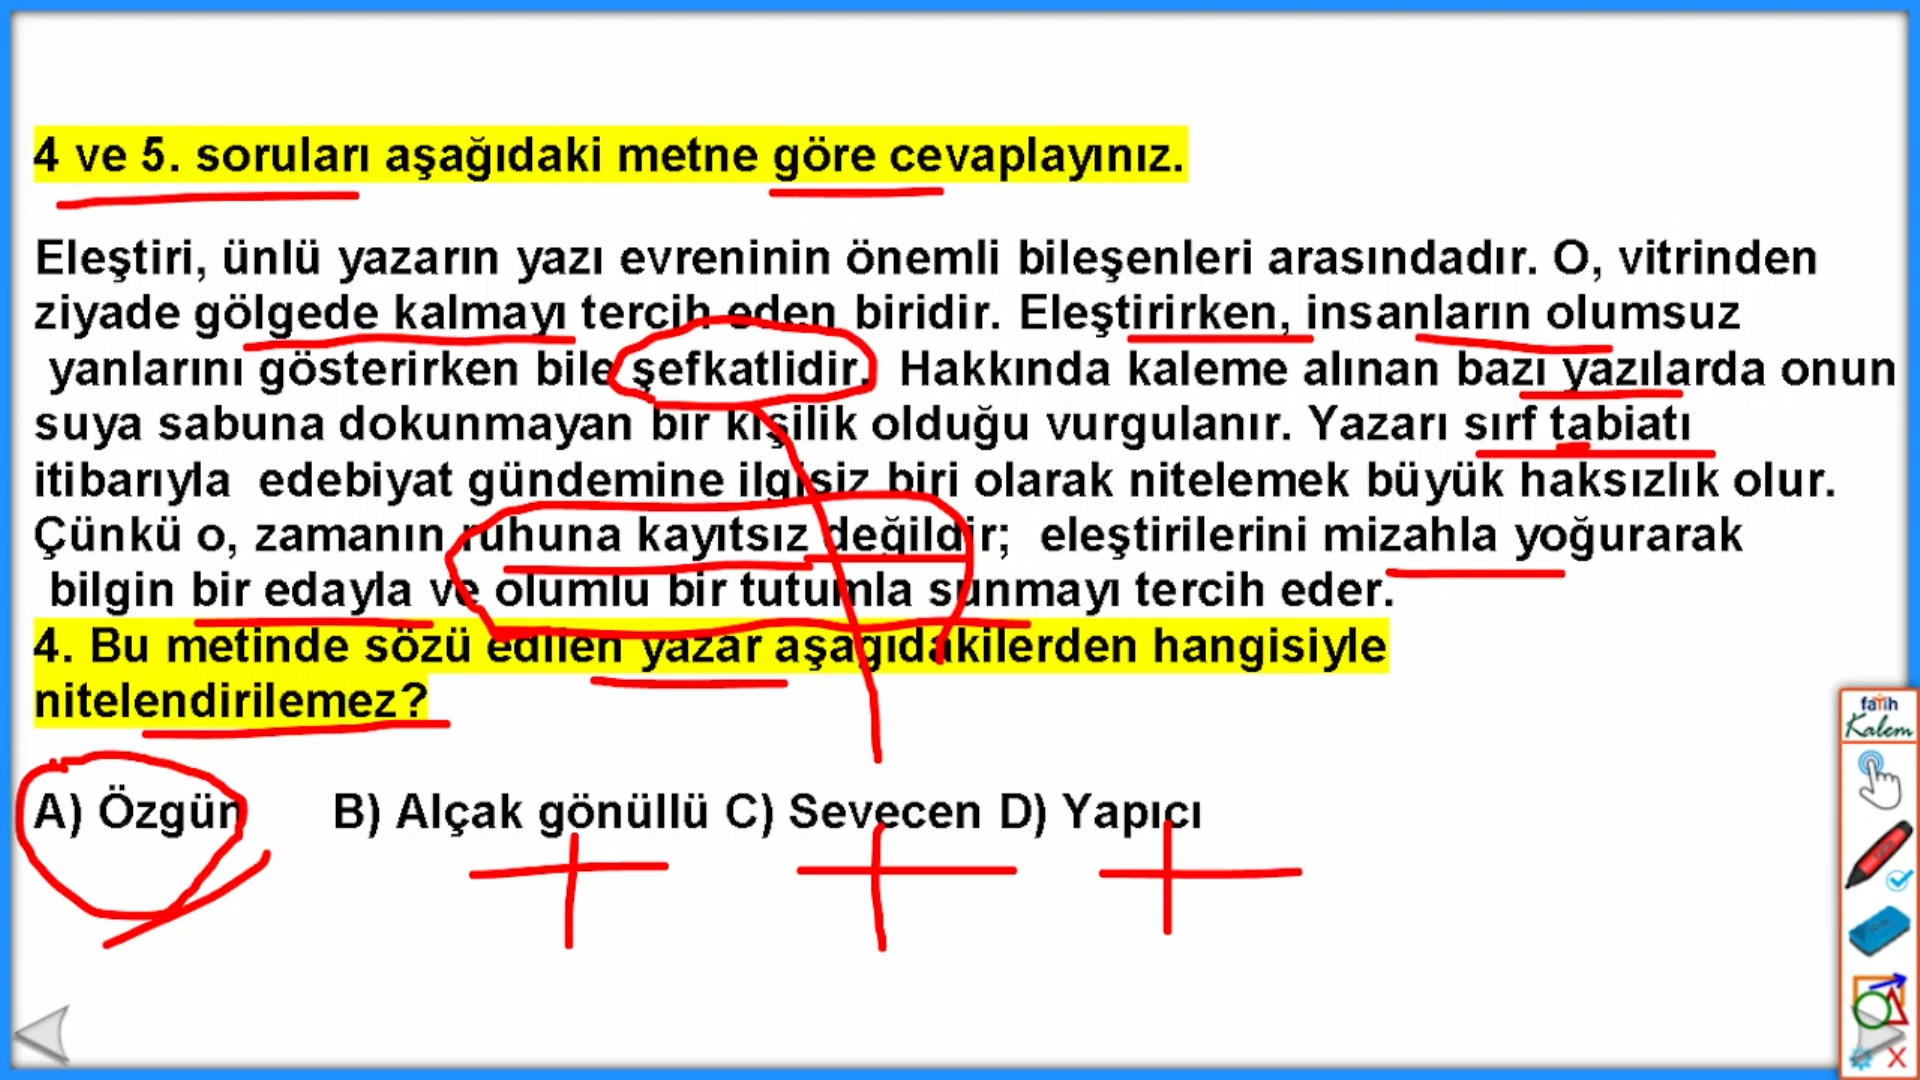 4 ve 5. soruları aşağıdaki metne göre cevaplayınız.
Eleştiri, ünlü yazarın yazı evreninin önemli bileşenleri arasındadır. O, vitrinden
ziyade gölgede kalmayı tercih eden biridir. Eleştirirken, insanların olumsuz
yanlarını gösterirken bile şefkatlidir. Hakkında kaleme alınan bazı yazılarda onun
suya sabuna dokunmayan bir kişilik olduğu vurgulanır. Yazarı sırf tabiatı
itibarıyla edebiyat gündemine ilgisiz biri olarak nitelemek büyük haksızlık olur.
Çünkü o, zamanın ruhuna kayıtsız değildir; eleştirilerini mizahla yoğurarak
bilgin bir edayla ve olumlu bir tutumla sunmayı tercih eder.
4. Bu metinde sözü edilen yazar aşağıdakilerden hangisiyle
nitelendirilemez?
A) Özgün B) Alçak gönüllü C) Sevecen D) Yapıcı
fatih
Kalem